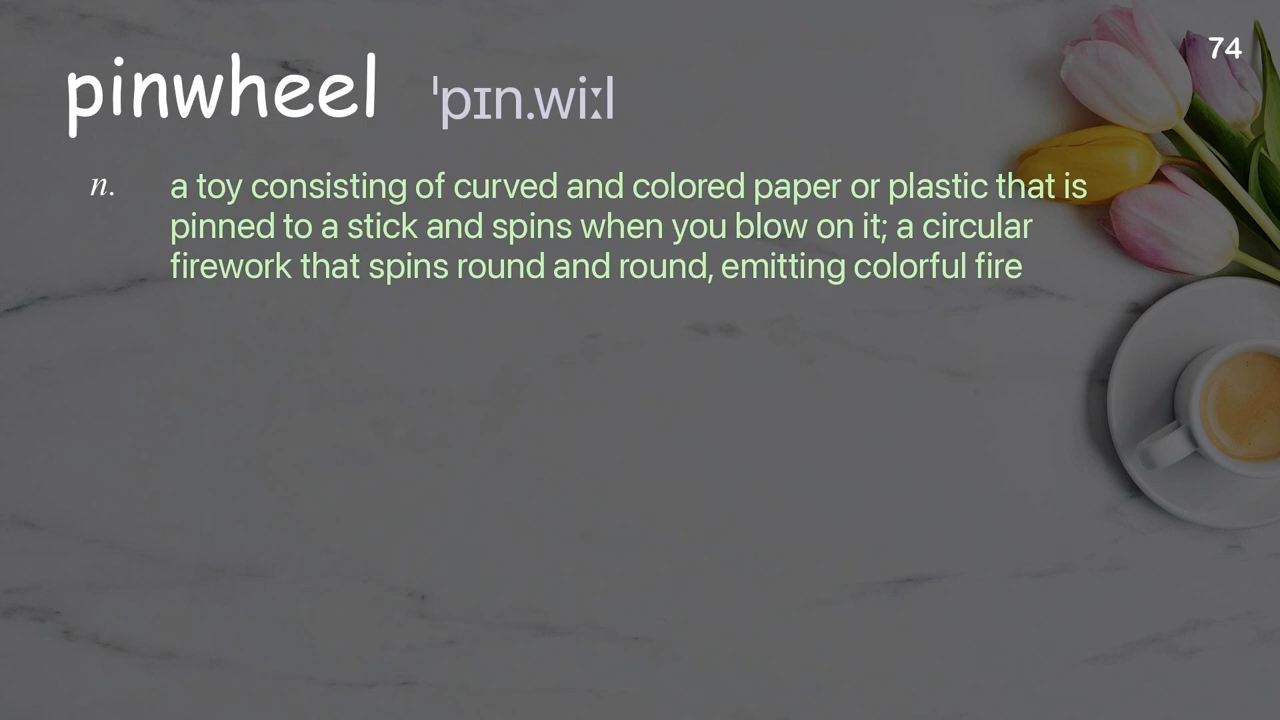 74
pinwheel ˈpɪn.wiːl
n. a toy consisting of curved and colored paper or plastic that is
pinned to a stick and spins when you blow on it; a circular
firework that spins round and round, emitting colorful fire